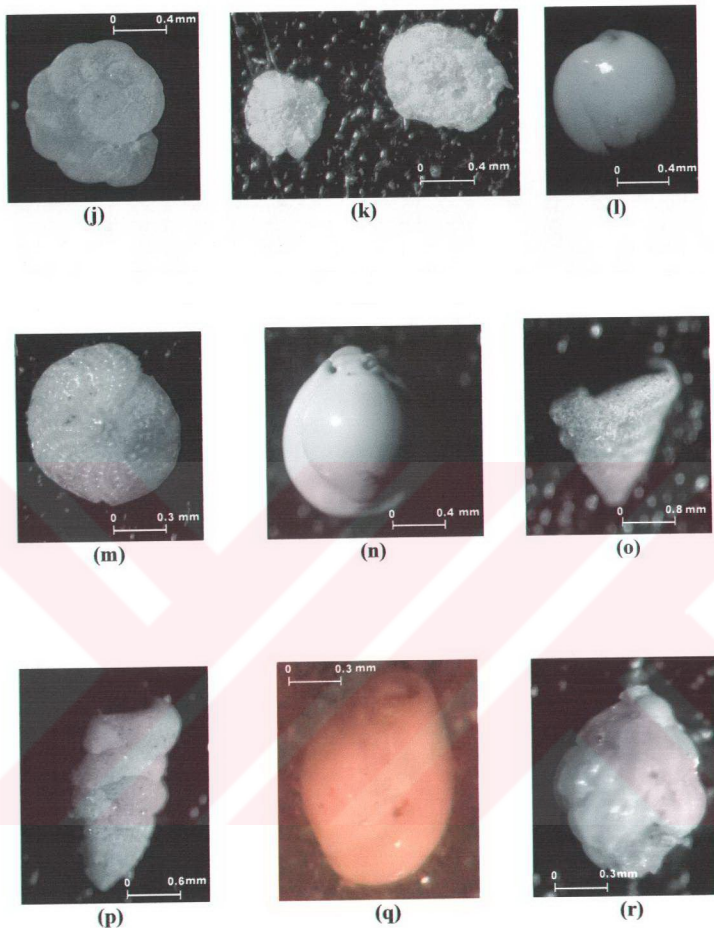 0 0.4 mm
(j)
0 0.4 mm
(k)
0 0.4mm
(l)
0 0.3 mm
(m)
0 0.4 mm
(n)
0 0.8 mm
(o)
0 0.6mm
(p)
0 0.3 mm
(q)
0 0.3mm
(r)